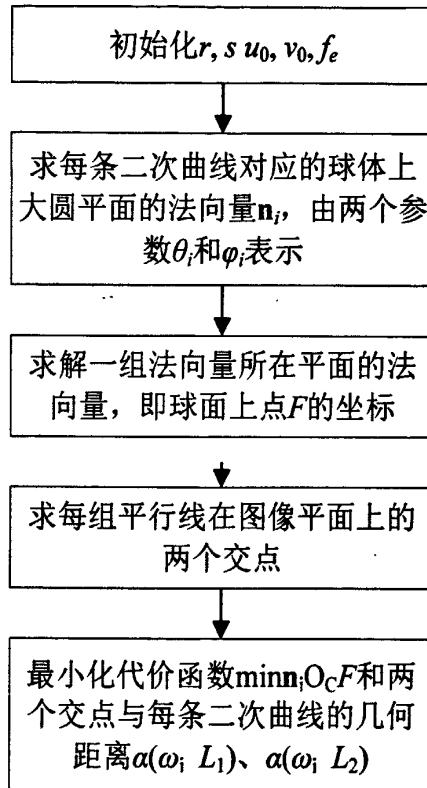 初始化r, s u₀, v₀, fₑ
求每条二次曲线对应的球体上
大圆平面的法向量nᵢ，由两个参
数θᵢ和φᵢ表示
求解一组法向量所在平面的法
向量，即球面上点F的坐标
求每组平行线在图像平面上的
两个交点
最小化代价函数minnᵢO_CF和两
个交点与每条二次曲线的几何
距离α(ωᵢ L₁)、α(ωᵢ L₂)